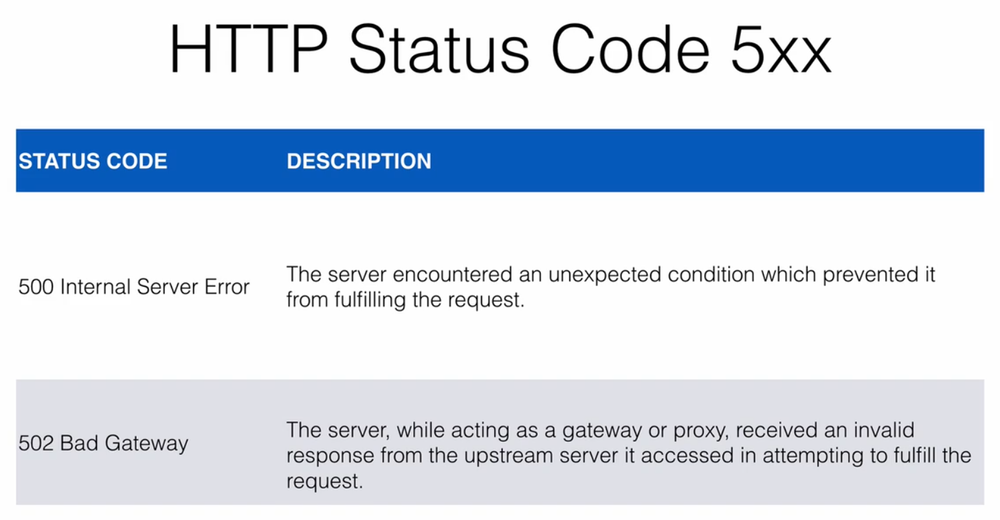 HTTP Status Code 5xx
STATUS CODE DESCRIPTION
500 Internal Server Error
The server encountered an unexpected condition which prevented it
from fulfilling the request.
502 Bad Gateway
The server, while acting as a gateway or proxy, received an invalid
response from the upstream server it accessed in attempting to fulfill the
request.